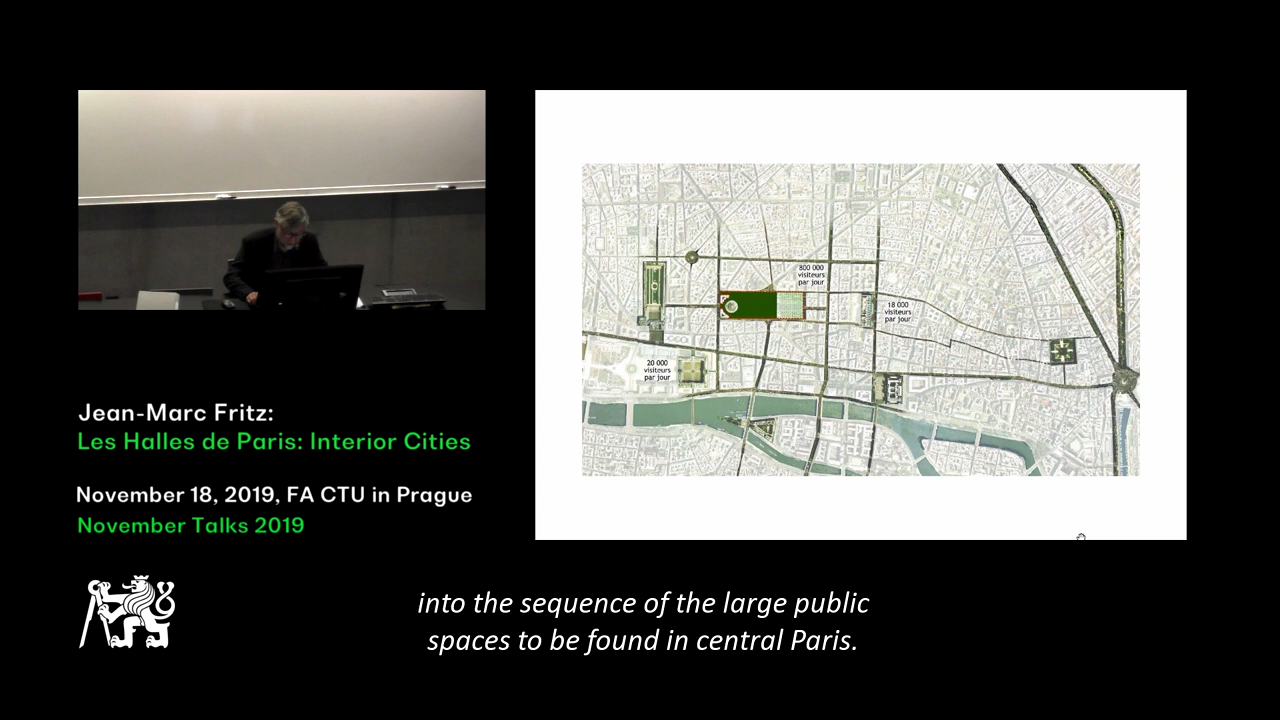 800 000
visiteurs
par jour
18 000
visiteurs
par jour
20 000
visiteurs
par jour
Jean-Marc Fritz:
Les Halles de Paris: Interior Cities
November 18, 2019, FA CTU in Prague
November Talks 2019
into the sequence of the large public
spaces to be found in central Paris.